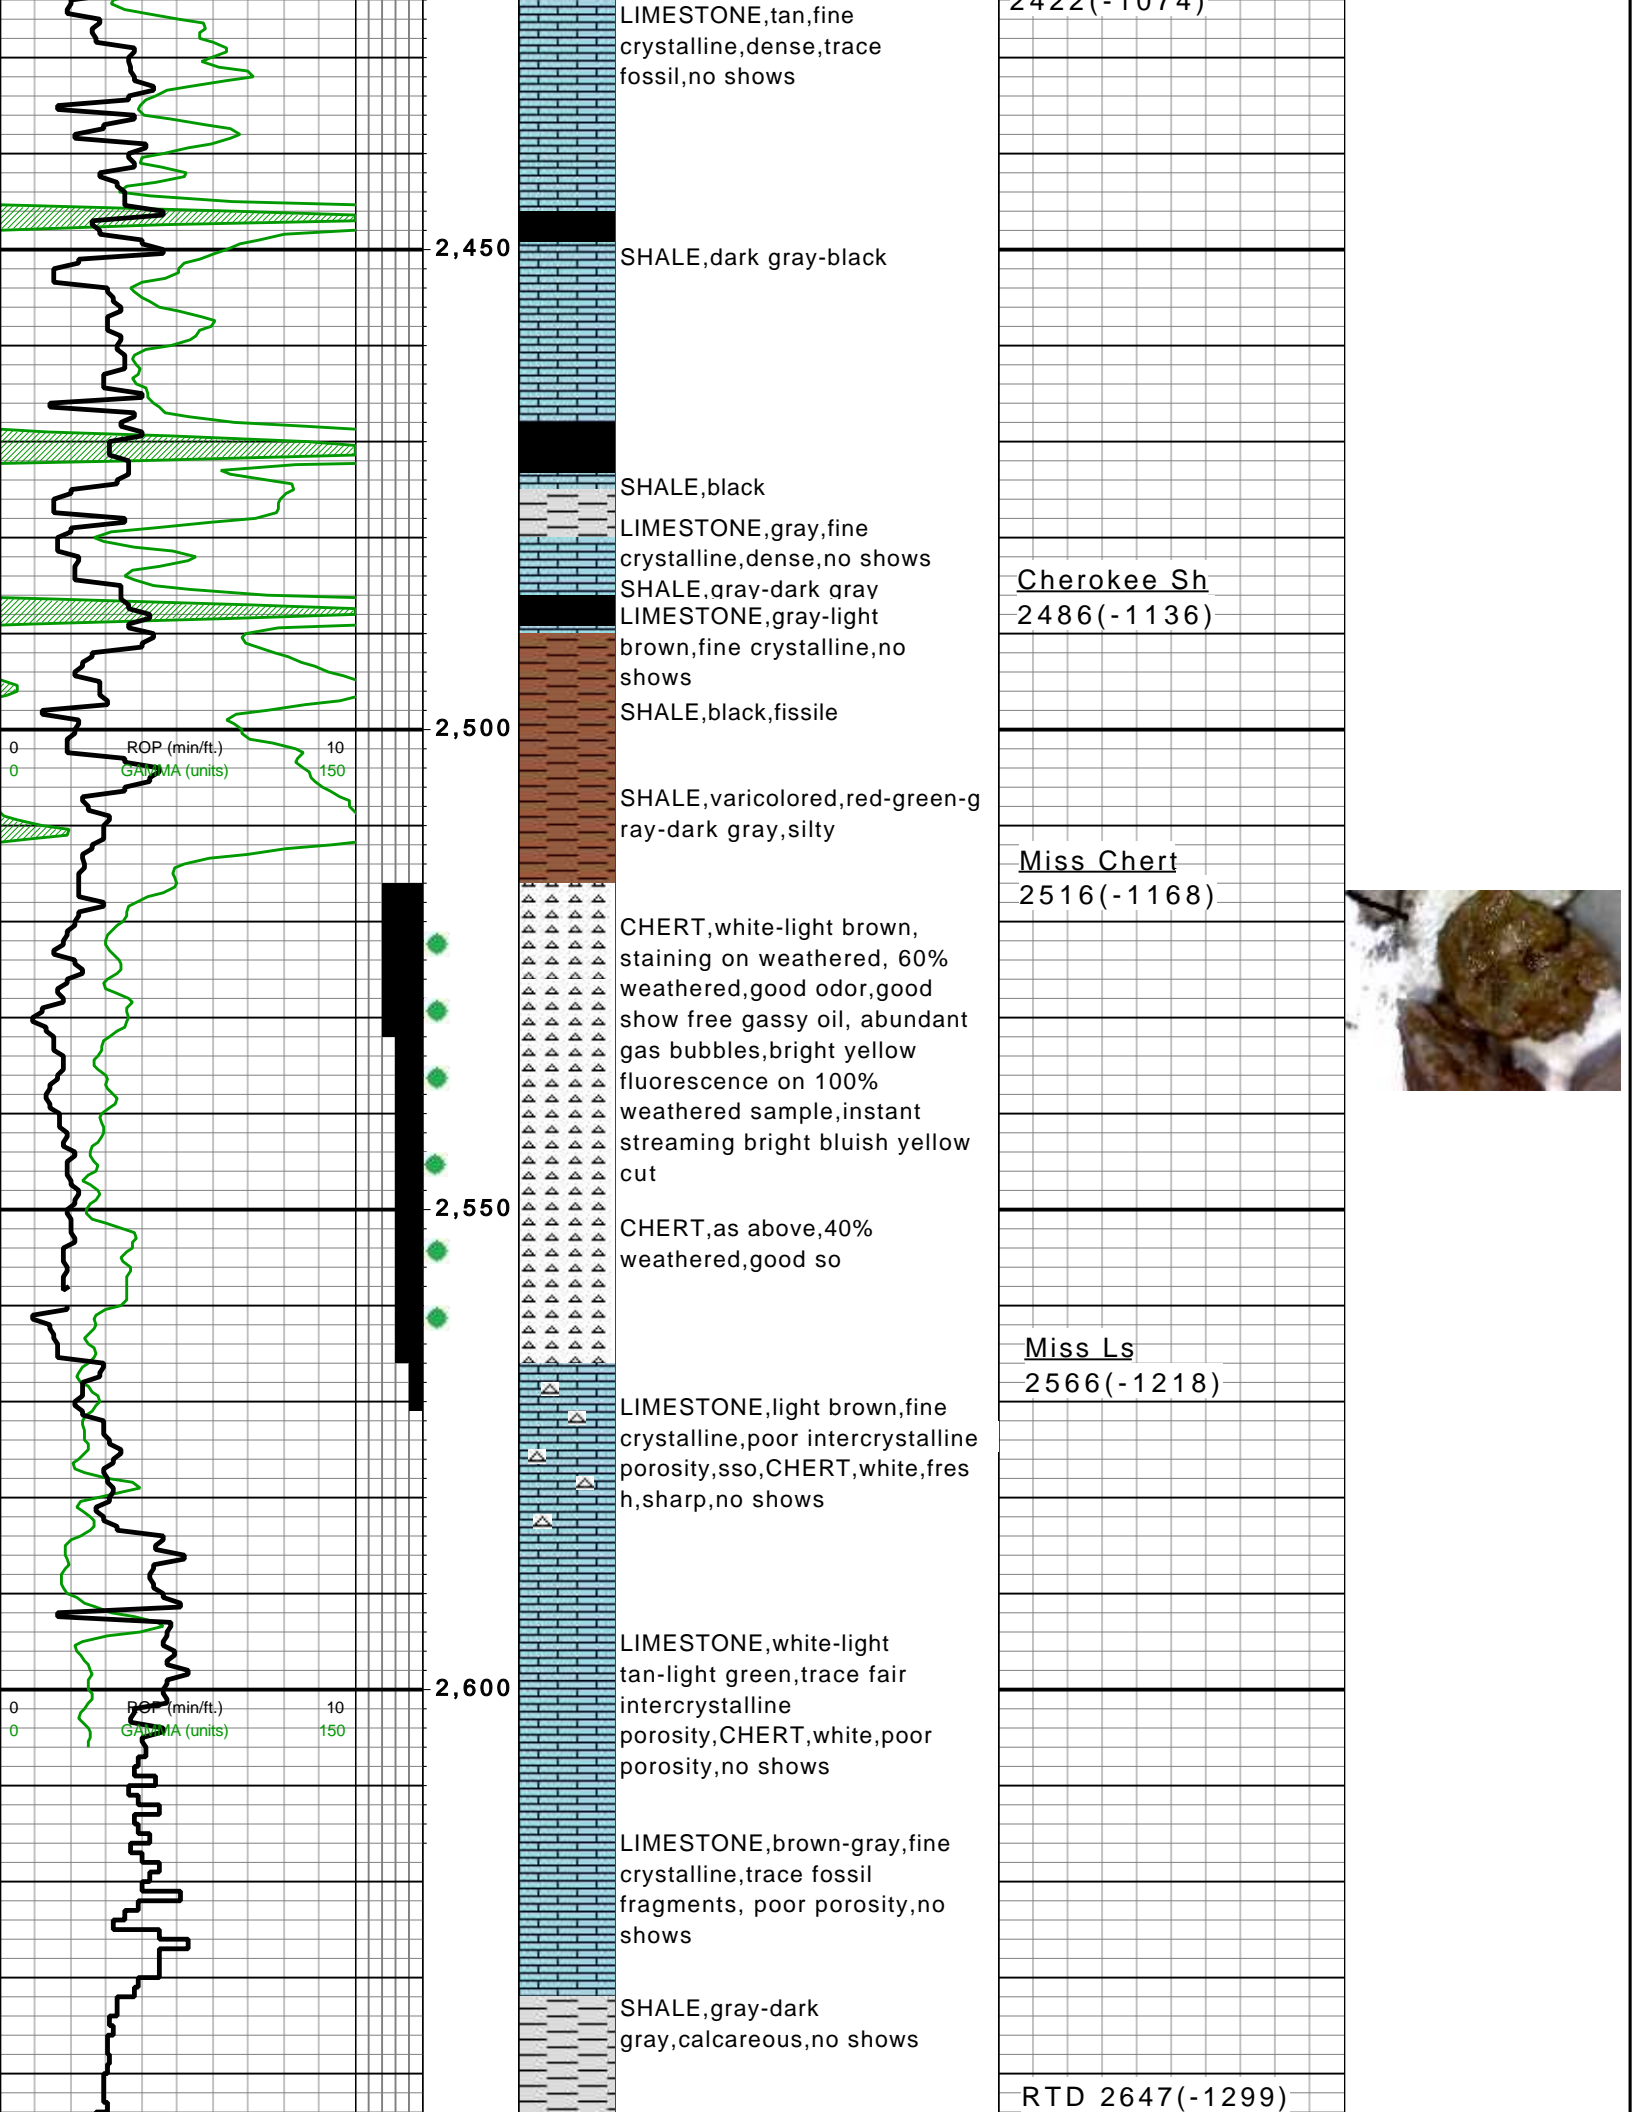 2422(-1074)
LIMESTONE,tan,fine
crystalline,dense,trace
fossil,no shows
2,450
SHALE,dark gray-black
SHALE,black
LIMESTONE,gray,fine
crystalline,dense,no shows
SHALE,gray-dark gray
Cherokee Sh
2486(-1136)
LIMESTONE,gray-light
brown,fine crystalline,no
shows
SHALE,black,fissile
2,500
0 ROP (min/ft.) 10
0 GAMMA (units) 150
SHALE,varicolored,red-green-g
ray-dark gray,silty
Miss Chert
2516(-1168)
CHERT,white-light brown,
staining on weathered, 60%
weathered,good odor,good
show free gassy oil, abundant
gas bubbles,bright yellow
fluorescence on 100%
weathered sample,instant
streaming bright bluish yellow
cut
2,550
CHERT,as above,40%
weathered,good so
Miss Ls
2566(-1218)
LIMESTONE,light brown,fine
crystalline,poor intercrystalline
porosity,sso,CHERT,white,fres
h,sharp,no shows
LIMESTONE,white-light
tan-light green,trace fair
intercrystalline
porosity,CHERT,white,poor
porosity,no shows
2,600
0 ROP (min/ft.) 10
0 GAMMA (units) 150
LIMESTONE,brown-gray,fine
crystalline,trace fossil
fragments, poor porosity,no
shows
SHALE,gray-dark
gray,calcareous,no shows
RTD 2647(-1299)